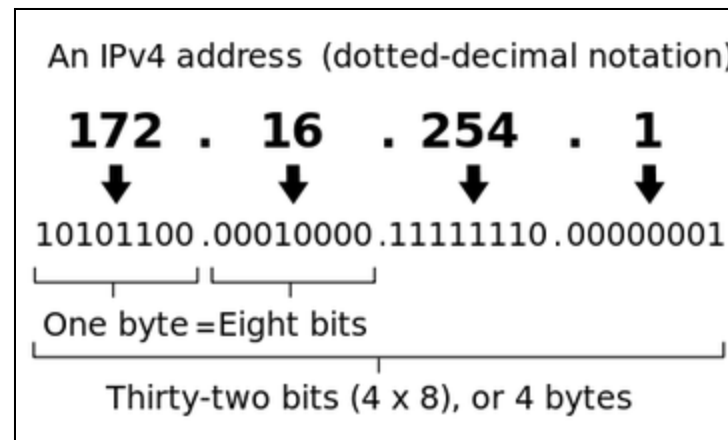 An IPv4 address (dotted-decimal notation)
172 . 16 . 254 . 1
10101100.00010000.11111110.00000001
One byte=Eight bits
Thirty-two bits (4 x 8), or 4 bytes